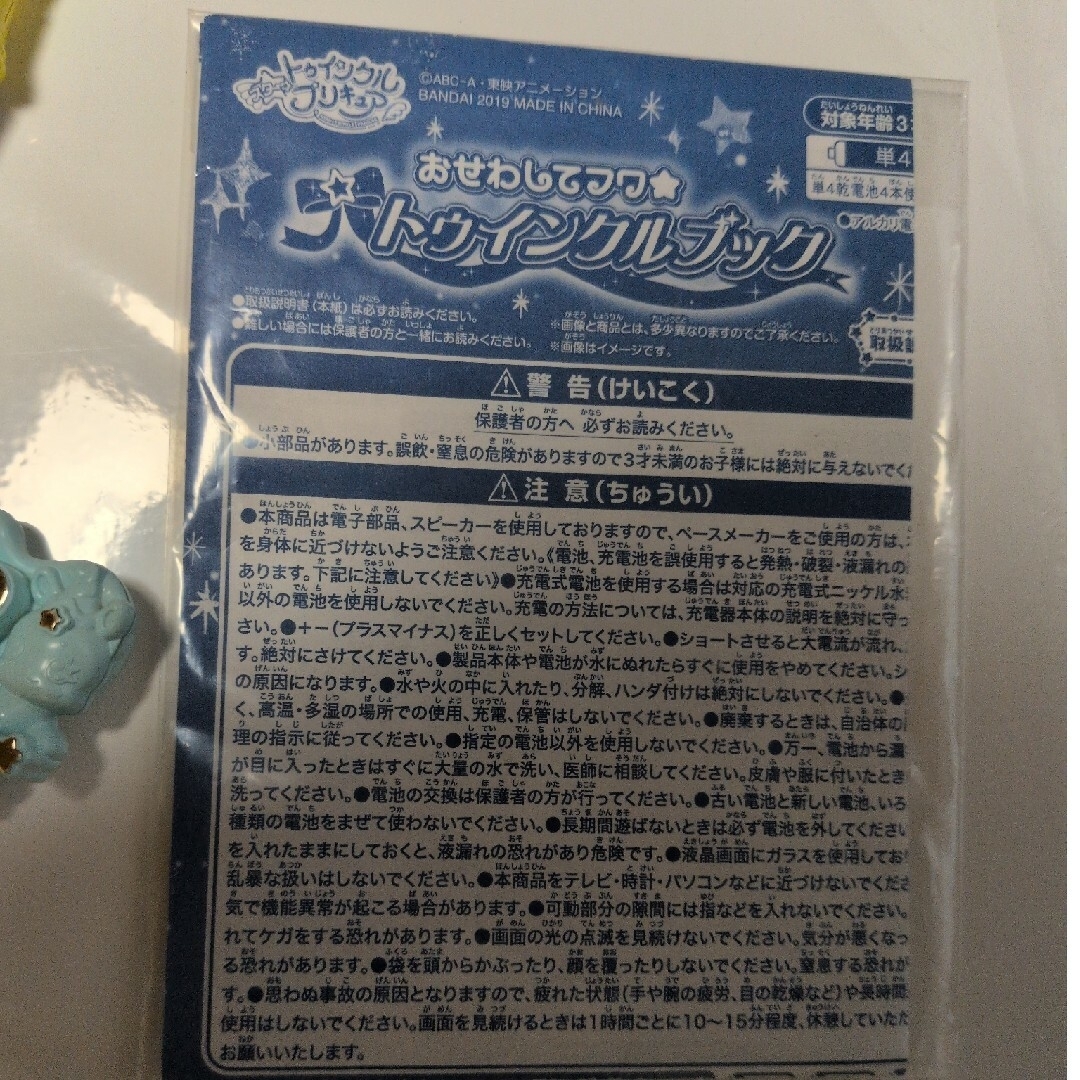 スター☆トゥインクルプリキュア
©ABC-A・東映アニメーション
BANDAI 2019 MADE IN CHINA
対象年齢3
単4
単4乾電池4本使
●アルカリ電
おせわしてフワ★
トゥインクルブック
●取扱説明書(本紙)は必ずお読みください。
●難しい場合には保護者の方と一緒にお読みください。
※画像と商品とは、多少異なりますのでご了承ください。
※画像はイメージです。
取扱説
⚠警告(けいこく)
保護者の方へ 必ずお読みください。
●小部品があります。誤飲・窒息の危険がありますので3才未満のお子様には絶対に与えないでく
⚠注意(ちゅうい)
●本商品は電子部品、スピーカーを使用しておりますので、ペースメーカーをご使用の方は、
を身体に近づけないようご注意ください。《電池、充電池を誤使用すると発熱・破裂・液漏れの
あります。下記に注意してください》●充電式電池を使用する場合は対応の充電式ニッケル水
以外の電池を使用しないでください。充電の方法については、充電器本体の説明を絶対に守っ
さい。●+-(プラスマイナス)を正しくセットしてください。●ショートさせると大電流が流れ、
す。絶対にさけてください。●製品本体や電池が水にぬれたらすぐに使用をやめてください。シ
の原因になります。●水や火の中に入れたり、分解、ハンダ付けは絶対にしないでください。●
く、高温・多湿の場所での使用、充電、保管はしないでください。●廃棄するときは、自治体の
理の指示に従ってください。●指定の電池以外を使用しないでください。●万一、電池から
が目に入ったときはすぐに大量の水で洗い、医師に相談してください。皮膚や服に付いたとき
洗ってください。●電池の交換は保護者の方が行ってください。●古い電池と新しい電池、いろ
種類の電池をまぜて使わないでください。●長期間遊ばないときは必ず電池を外してくださ
を入れたままにしておくと、液漏れの恐れがあり危険です。●液晶画面にガラスを使用してお
乱暴な扱いはしないでください。●本商品をテレビ・時計・パソコンなどに近づけないでくだ
気で機能異常が起こる場合があります。●可動部分の隙間には指などを入れないでください。
れてケガをする恐れがあります。●画面の光の点滅を見続けないでください。気分が悪くなっ
る恐れがあります。●袋を頭からかぶったり、顔を覆ったりしないでください。窒息する恐れが
す。●思わぬ事故の原因となりますので、疲れた状態(手や腕の疲労、目の乾燥など)や長時間
使用はしないでください。画面を見続けるときは1時間ごとに10〜15分程度、休憩していただ
お願いいたします。